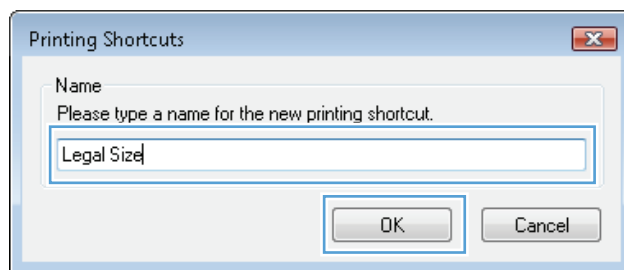 Printing Shortcuts
Name
Please type a name for the new printing shortcut.
Legal Size
OK
Cancel